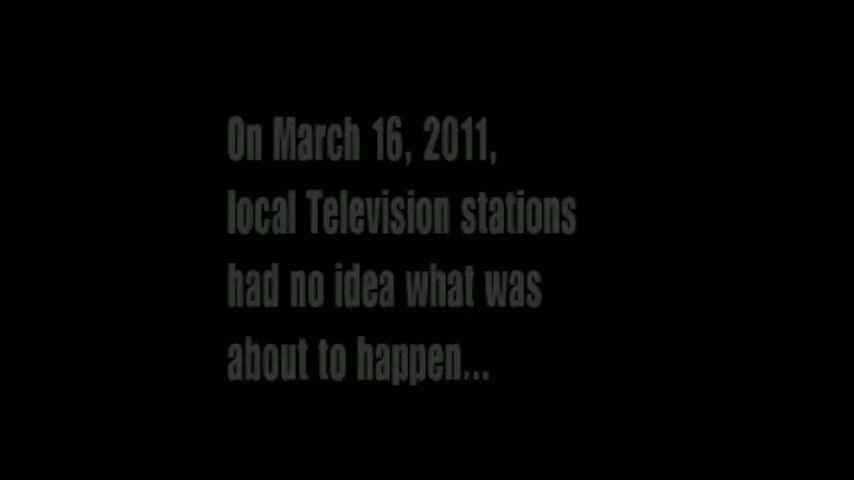 On March 16, 2011,
local Television stations
had no idea what was
about to happen...